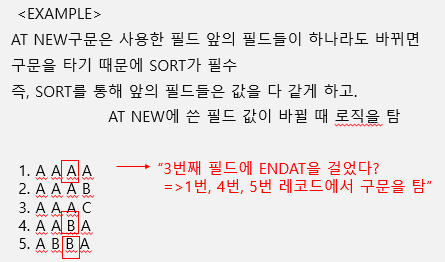 <EXAMPLE>
AT NEW구문은 사용한 필드 앞의 필드들이 하나라도 바뀌면
구문을 타기 때문에 SORT가 필수
즉, SORT를 통해 앞의 필드들은 값을 다 같게 하고.
AT NEW에 쓴 필드 값이 바뀔 때 로직을 탐
1. A A A A
2. A A A B
3. A A A C
4. A A B A
5. A B B A
“3번째 필드에 ENDAT을 걸었다?
=>1번, 4번, 5번 레코드에서 구문을 탐”